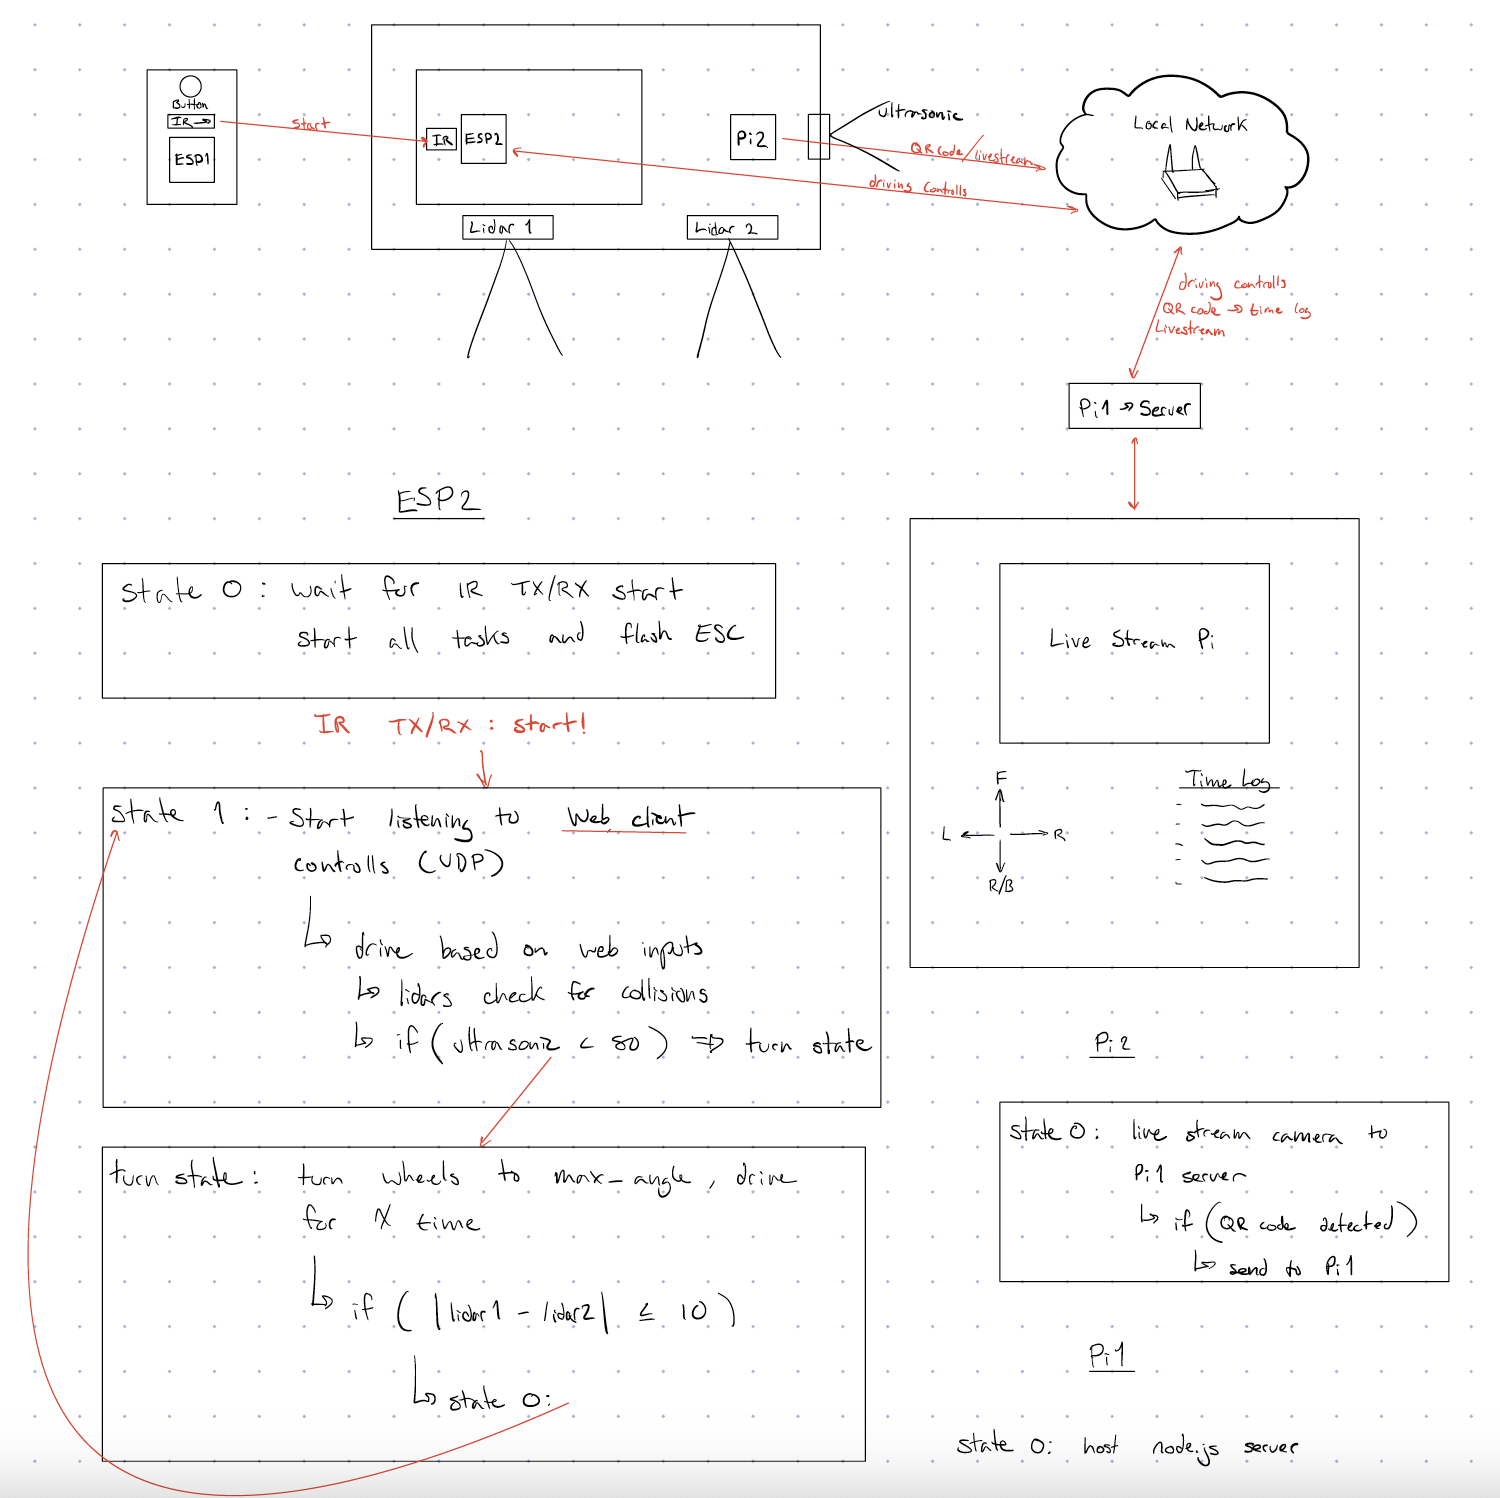 Button
IR →
ESP1
start
IR
ESP2
Pi2
ultrasonic
QR code/livestream
driving controlls
Lidar 1
Lidar 2
Local Network
driving controlls
QR code → time log
Livestream
Pi1 → Server
Live Stream Pi
F
L
R
R/B
Time Log
ESP2
state 0: wait for IR TX/RX start
start all tasks and flash ESC
IR TX/RX: start!
state 1: - Start listening to Web client
controlls (UDP)
↳ drive based on web inputs
↳ lidars check for collisions
↳ if (ultrasonic < 80) ⇒ turn state
turn state: turn wheels to max_angle, drive
for X time
↳ if ( |lidar1 - lidar2| ≤ 10 )
↳ state 0:
Pi2
state 0: live stream camera to
Pi1 server
↳ if (QR code detected)
↳ send to Pi1
Pi1
state 0: host node.js server